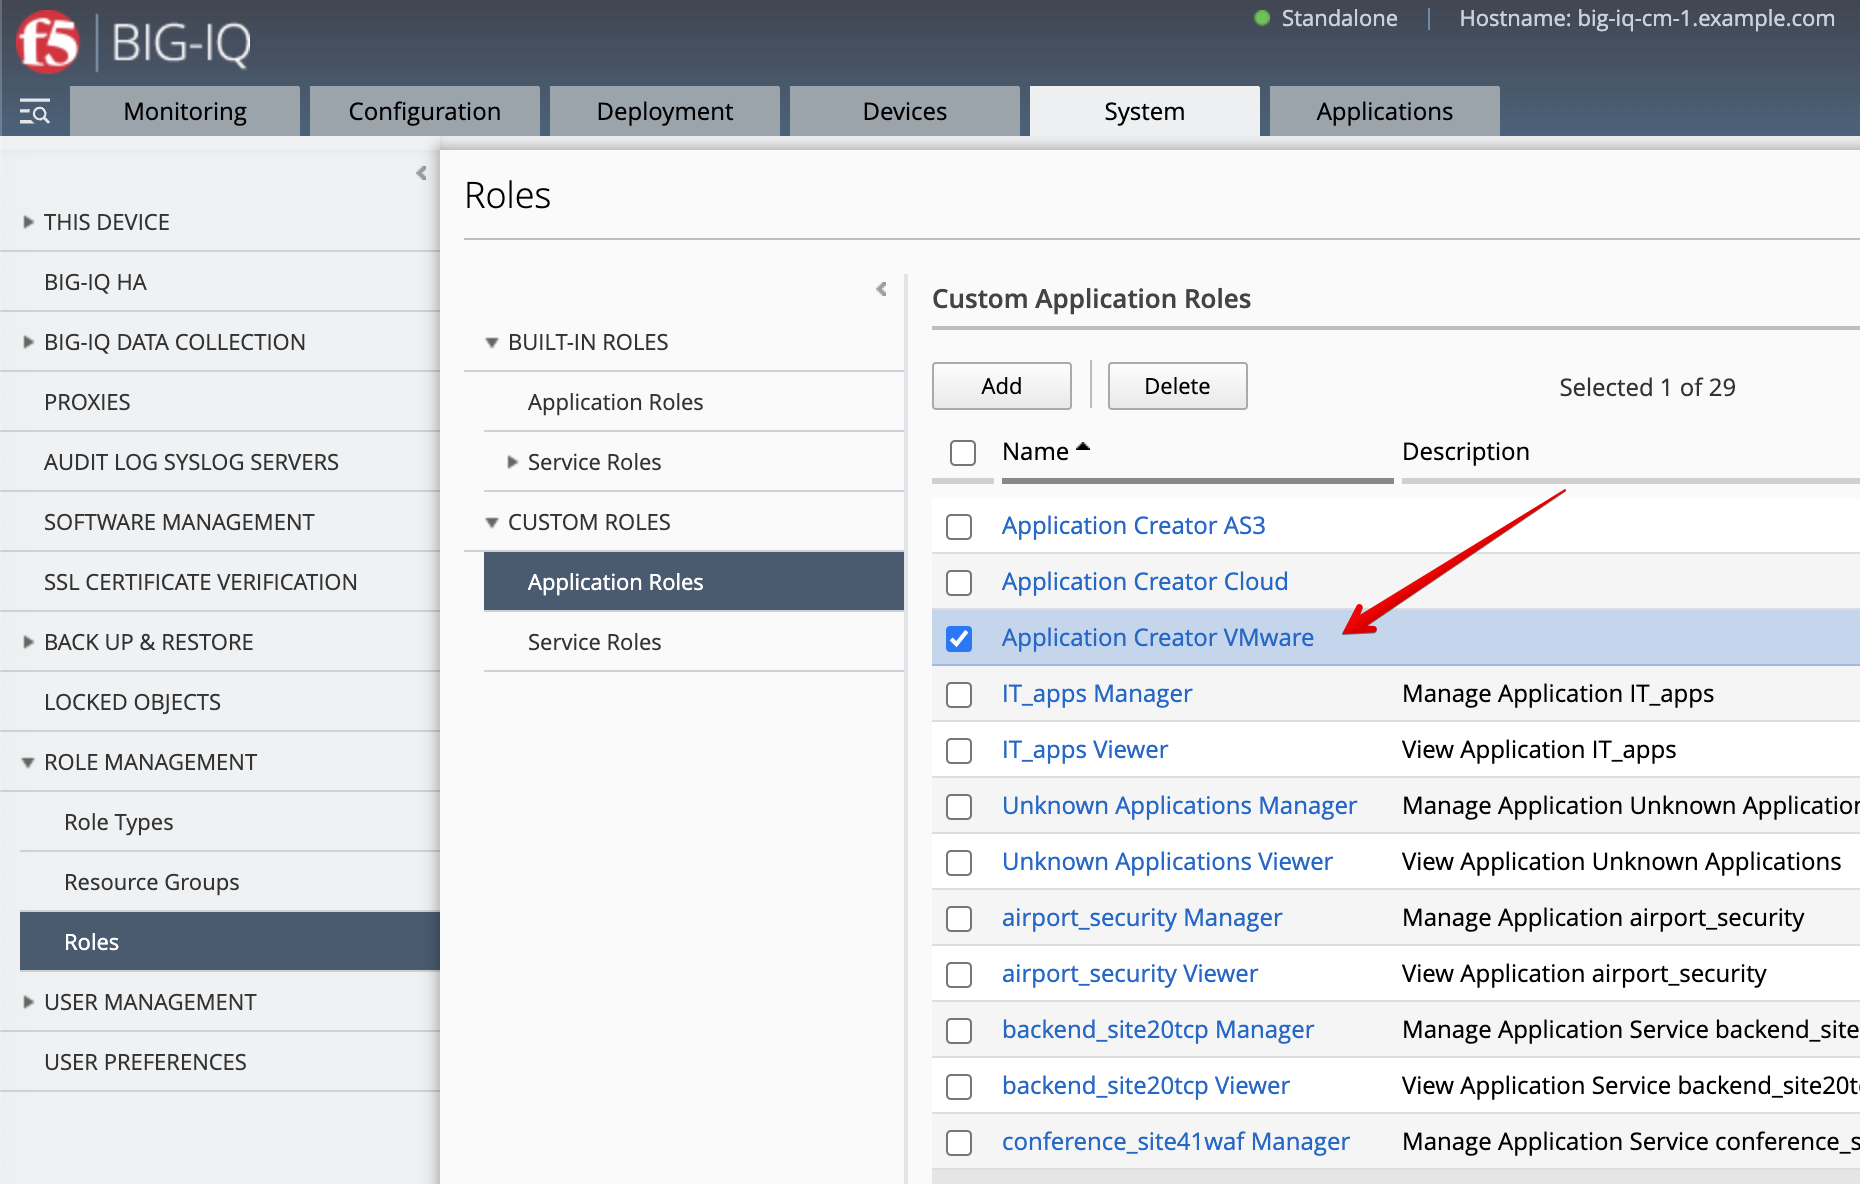 f5 BIG-IQ
Standalone
Hostname: big-iq-cm-1.example.com
Monitoring
Configuration
Deployment
Devices
System
Applications
THIS DEVICE
BIG-IQ HA
BIG-IQ DATA COLLECTION
PROXIES
AUDIT LOG SYSLOG SERVERS
SOFTWARE MANAGEMENT
SSL CERTIFICATE VERIFICATION
BACK UP & RESTORE
LOCKED OBJECTS
ROLE MANAGEMENT
Role Types
Resource Groups
Roles
USER MANAGEMENT
USER PREFERENCES
Roles
BUILT-IN ROLES
Application Roles
Service Roles
CUSTOM ROLES
Application Roles
Service Roles
Custom Application Roles
Add
Delete
Selected 1 of 29
Name Description
Application Creator AS3
Application Creator Cloud
Application Creator VMware
IT_apps Manager Manage Application IT_apps
IT_apps Viewer View Application IT_apps
Unknown Applications Manager Manage Application Unknown Application
Unknown Applications Viewer View Application Unknown Applications
airport_security Manager Manage Application airport_security
airport_security Viewer View Application airport_security
backend_site20tcp Manager Manage Application Service backend_site
backend_site20tcp Viewer View Application Service backend_site20t
conference_site41waf Manager Manage Application Service conference_s